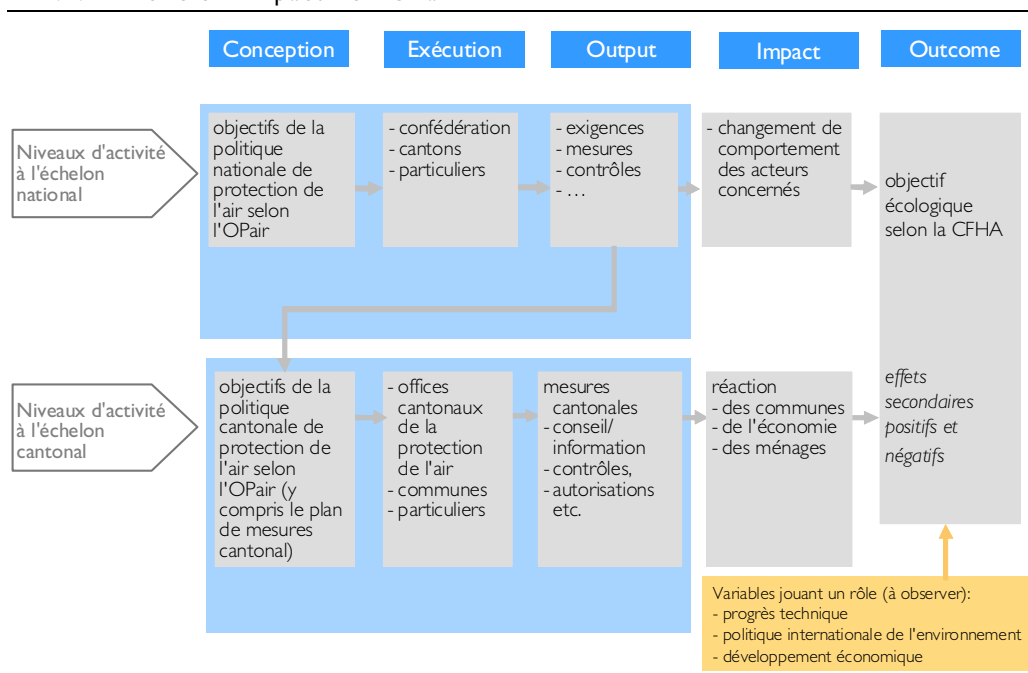 Conception
Exécution
Output
Impact
Outcome
Niveaux d'activité
à l'échelon
national
objectifs de la
politique
nationale de
protection de
l'air selon
l'OPair
- confédération
- cantons
- particuliers
- exigences
- mesures
- contrôles
- …
- changement de
comportement
des acteurs
concernés
objectif
écologique
selon la CFHA
Niveaux d'activité
à l'échelon
cantonal
objectifs de la
politique
cantonale de
protection de
l'air selon
l'OPair (y
compris le plan
de mesures
cantonal)
- offices
cantonaux
de la
protection
de l'air
- communes
- particuliers
mesures
cantonales
- conseil/
information
- contrôles,
- autorisations
etc.
réaction
- des communes
- de l'économie
- des ménages
effets
secondaires
positifs et
négatifs
Variables jouant un rôle (à observer):
- progrès technique
- politique internationale de l'environnement
- développement économique